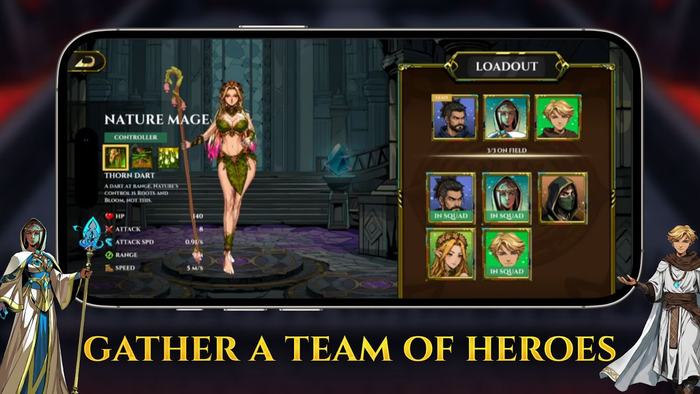 NATURE MAGE
CONTROLLER
THORN DART
A DART AT RANGE. NATURE'S
CONTROL IS ROOTS AND
BLOOM, NOT THIS.
HP 140
ATTACK 8
ATTACK SPD 0.91/s
RANGE
SPEED 5 M/S
LOADOUT
LEAD
3/3 ON FIELD
IN SQUAD
IN SQUAD
IN SQUAD
GATHER A TEAM OF HEROES